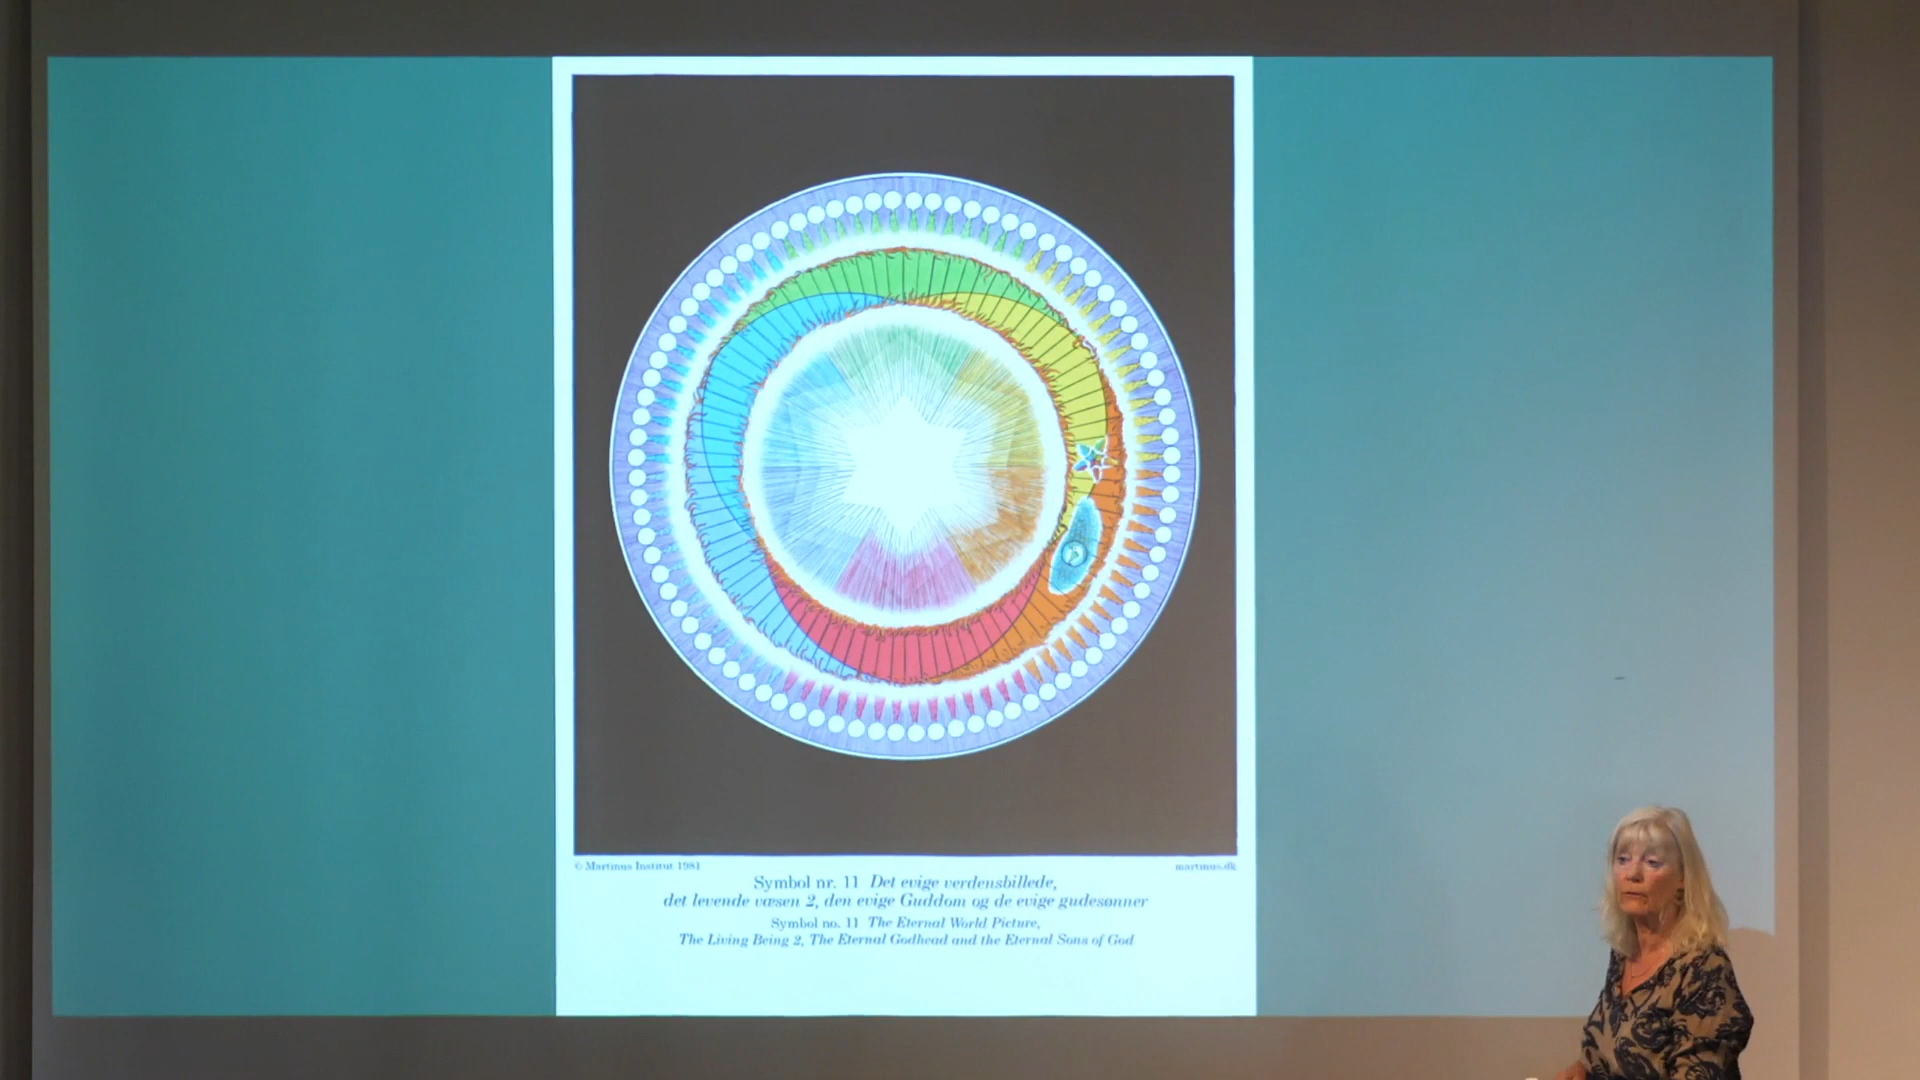 © Martinus Institut 1981
martinus.dk
Symbol nr. 11 Det evige verdensbillede,
det levende væsen 2, den evige Guddom og de evige gudesønner
Symbol no. 11 The Eternal World Picture,
The Living Being 2, The Eternal Godhead and the Eternal Sons of God